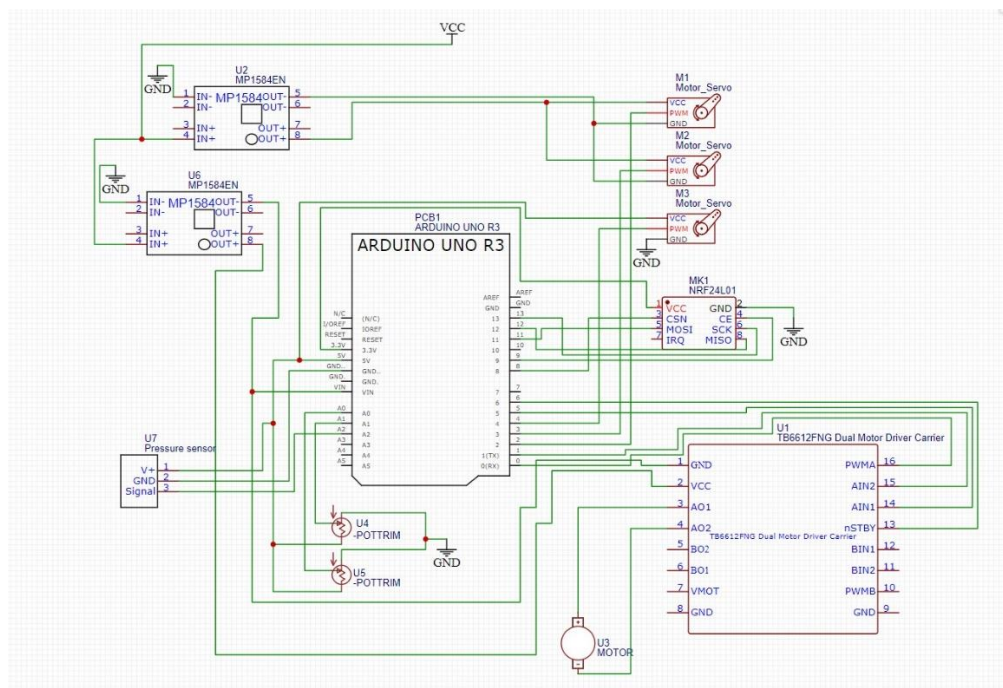 VCC
U2
MP1584EN
GND
1 IN- MP1584 OUT- 5
2 IN- OUT- 6
3 IN+ OUT+ 7
4 IN+ OUT+ 8
GND
U6
MP1584EN
1 IN- MP1584 OUT- 5
2 IN- OUT- 6
3 IN+ OUT+ 7
4 IN+ OUT+ 8
M1
Motor_Servo
VCC
PWM
GND
M2
Motor_Servo
VCC
PWM
GND
M3
Motor_Servo
VCC
PWM
GND
GND
PCB1
ARDUINO UNO R3
ARDUINO UNO R3
AREF AREF
GND GND
N/C (N/C) 13 13
I/OREF IOREF 12 12
RESET RESET 11 11
3.3V 3.3V 10 10
5V 5V 9 9
GND.. GND.. 8 8
GND. GND.
VIN VIN 7 7
6 6
A0 A0 5 5
A1 A1 4 4
A2 A2 3 3
A3 A3 2 2
A4 A4 1(TX) 1
A5 A5 0(RX) 0
MK1
NRF24L01
1 VCC GND 2
3 CSN CE 4
5 MOSI SCK 6
7 IRQ MISO 8
GND
U7
Pressure sensor
V+ 1
GND 2
Signal 3
U4
-POTTRIM
U5
-POTTRIM
GND
U1
TB6612FNG Dual Motor Driver Carrier
1 GND PWMA 16
2 VCC AIN2 15
3 AO1 AIN1 14
4 AO2 nSTBY 13
TB6612FNG Dual Motor Driver Carrier
5 BO2 BIN1 12
6 BO1 BIN2 11
7 VMOT PWMB 10
8 GND GND 9
U3
MOTOR